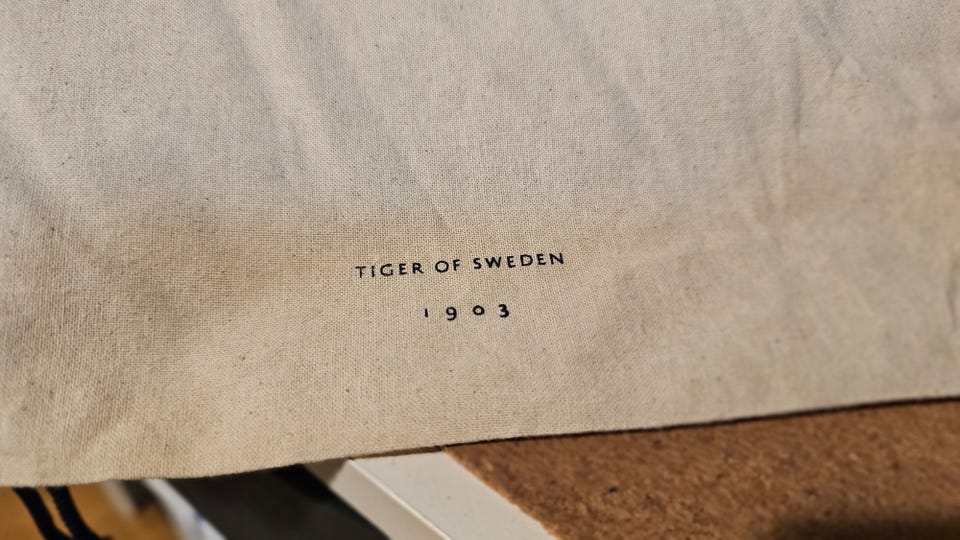 TIGER OF SWEDEN
1903